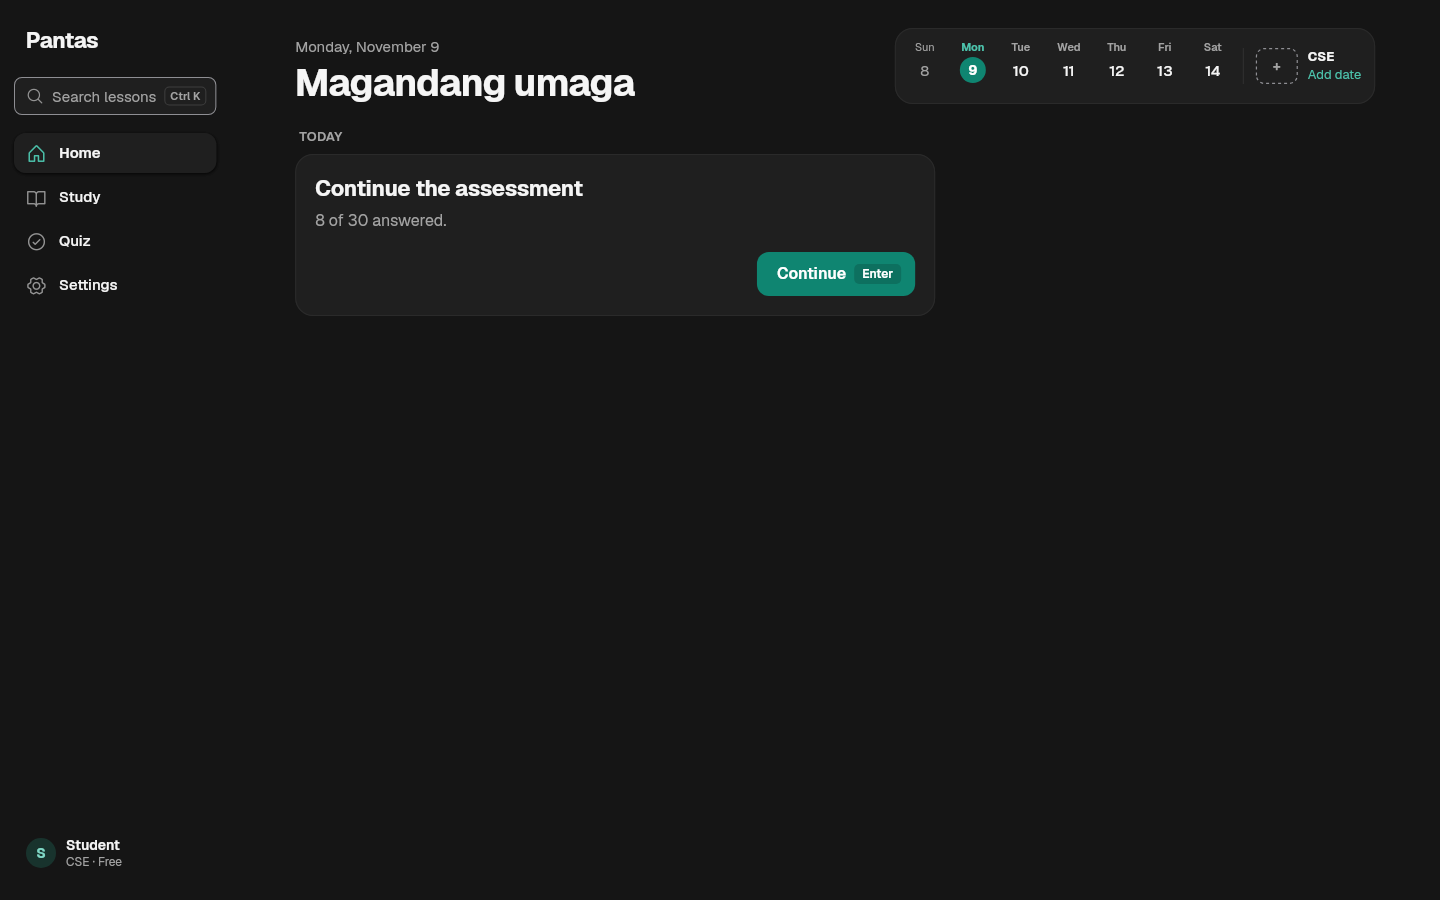 Pantas
Search lessons Ctrl K
Home
Study
Quiz
Settings
Student
CSE · Free
Monday, November 9
Magandang umaga
Sun Mon Tue Wed Thu Fri Sat
8 9 10 11 12 13 14
+
CSE
Add date
TODAY
Continue the assessment
8 of 30 answered.
Continue Enter
S